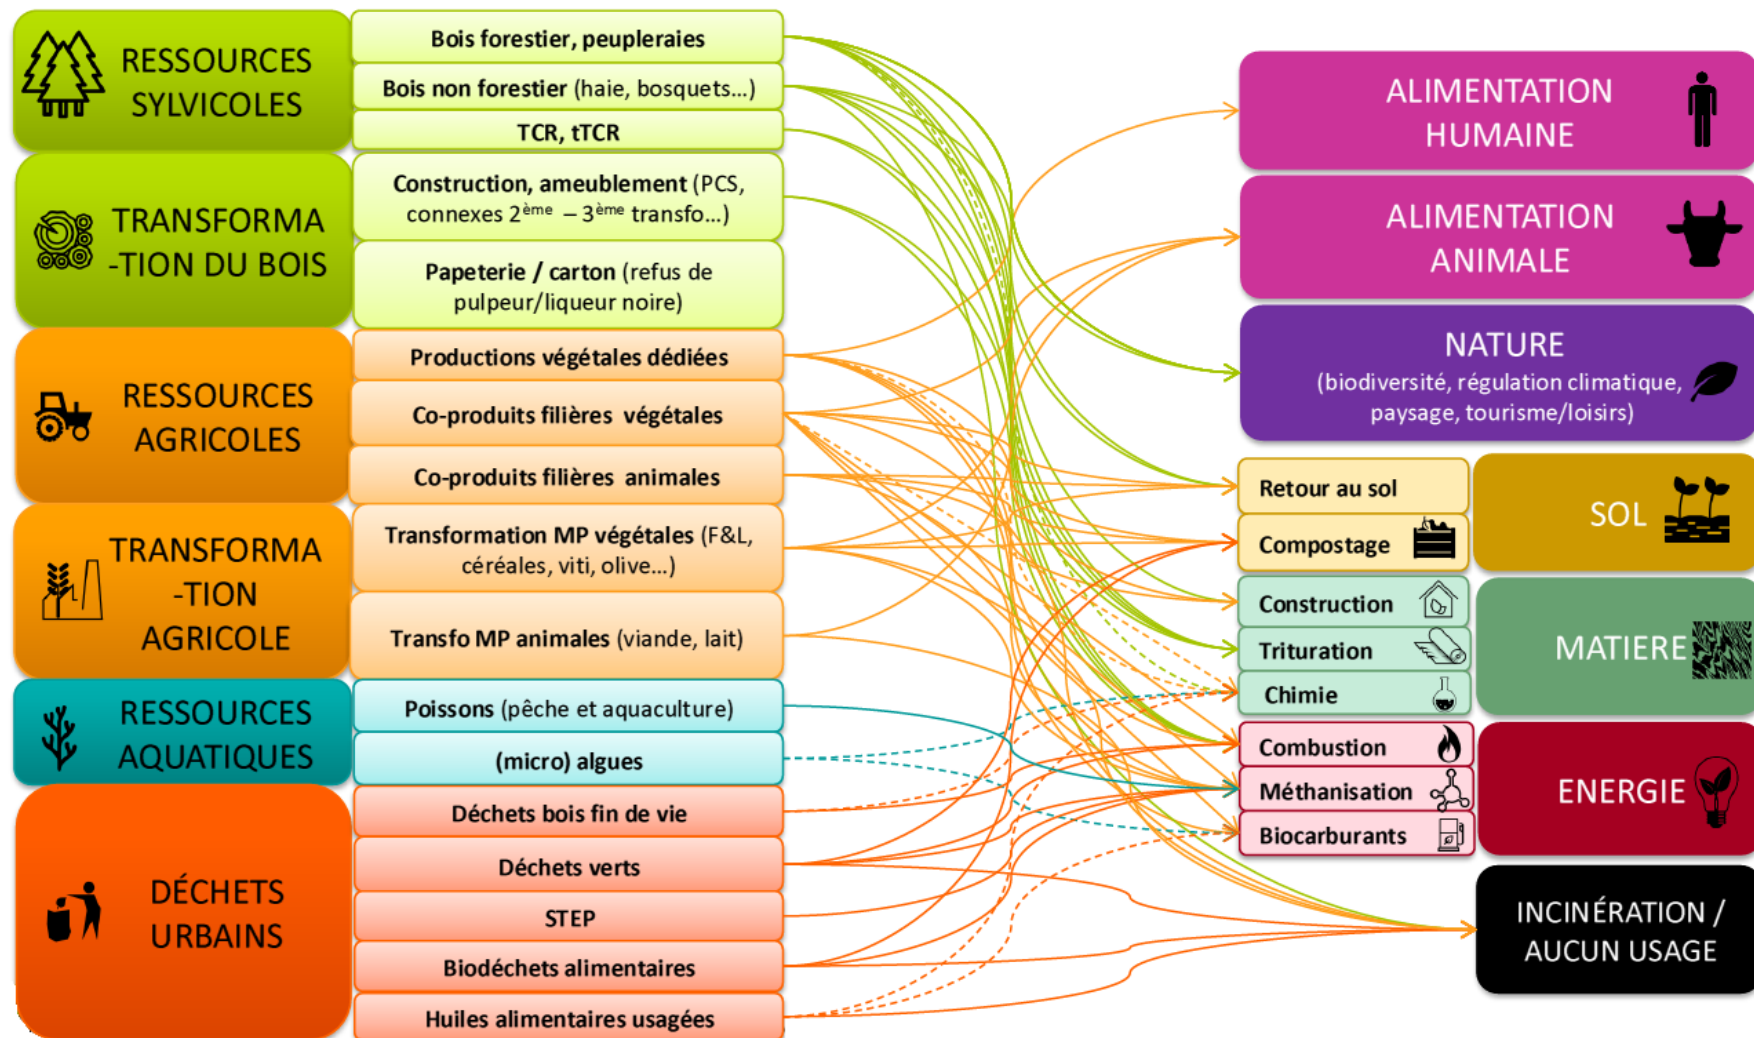 RESSOURCES
SYLVICOLES
Bois forestier, peupleraies
Bois non forestier (haie, bosquets...)
TCR, tTCR
TRANSFORMA
-TION DU BOIS
Construction, ameublement (PCS,
connexes 2ème – 3ème transfo...)
Papeterie / carton (refus de
pulpeur/liqueur noire)
RESSOURCES
AGRICOLES
Productions végétales dédiées
Co-produits filières végétales
Co-produits filières animales
TRANSFORMA
-TION
AGRICOLE
Transformation MP végétales (F&L,
céréales, viti, olive...)
Transfo MP animales (viande, lait)
RESSOURCES
AQUATIQUES
Poissons (pêche et aquaculture)
(micro) algues
DÉCHETS
URBAINS
Déchets bois fin de vie
Déchets verts
STEP
Biodéchets alimentaires
Huiles alimentaires usagées
ALIMENTATION
HUMAINE
ALIMENTATION
ANIMALE
NATURE
(biodiversité, régulation climatique,
paysage, tourisme/loisirs)
Retour au sol
Compostage
SOL
Construction
Trituration
Chimie
MATIERE
Combustion
Méthanisation
Biocarburants
ENERGIE
INCINÉRATION /
AUCUN USAGE